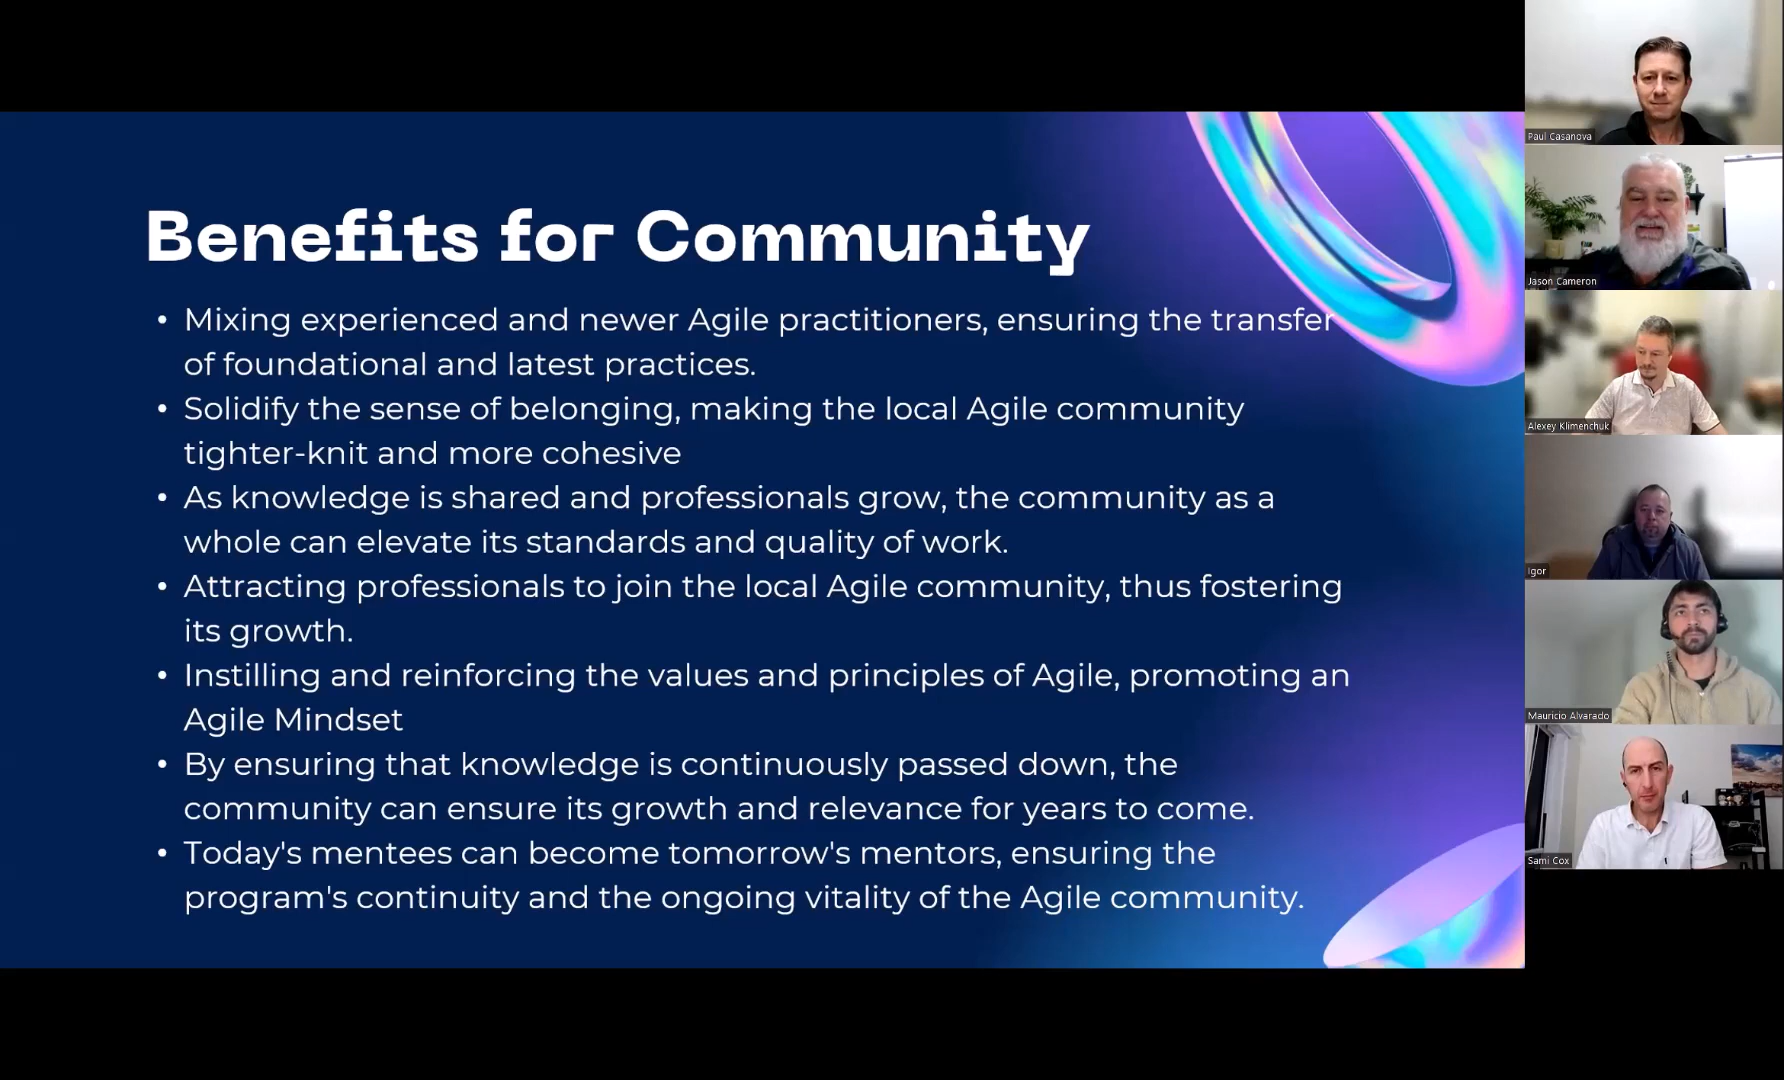 Benefits for Community
• Mixing experienced and newer Agile practitioners, ensuring the transfer
of foundational and latest practices.
• Solidify the sense of belonging, making the local Agile community
tighter-knit and more cohesive
• As knowledge is shared and professionals grow, the community as a
whole can elevate its standards and quality of work.
• Attracting professionals to join the local Agile community, thus fostering
its growth.
• Instilling and reinforcing the values and principles of Agile, promoting an
Agile Mindset
• By ensuring that knowledge is continuously passed down, the
community can ensure its growth and relevance for years to come.
• Today's mentees can become tomorrow's mentors, ensuring the
program's continuity and the ongoing vitality of the Agile community.
Paul Casanova
Jason Cameron
Alexey Klimenchuk
Igor
Mauricio Alvarado
Sami Cox